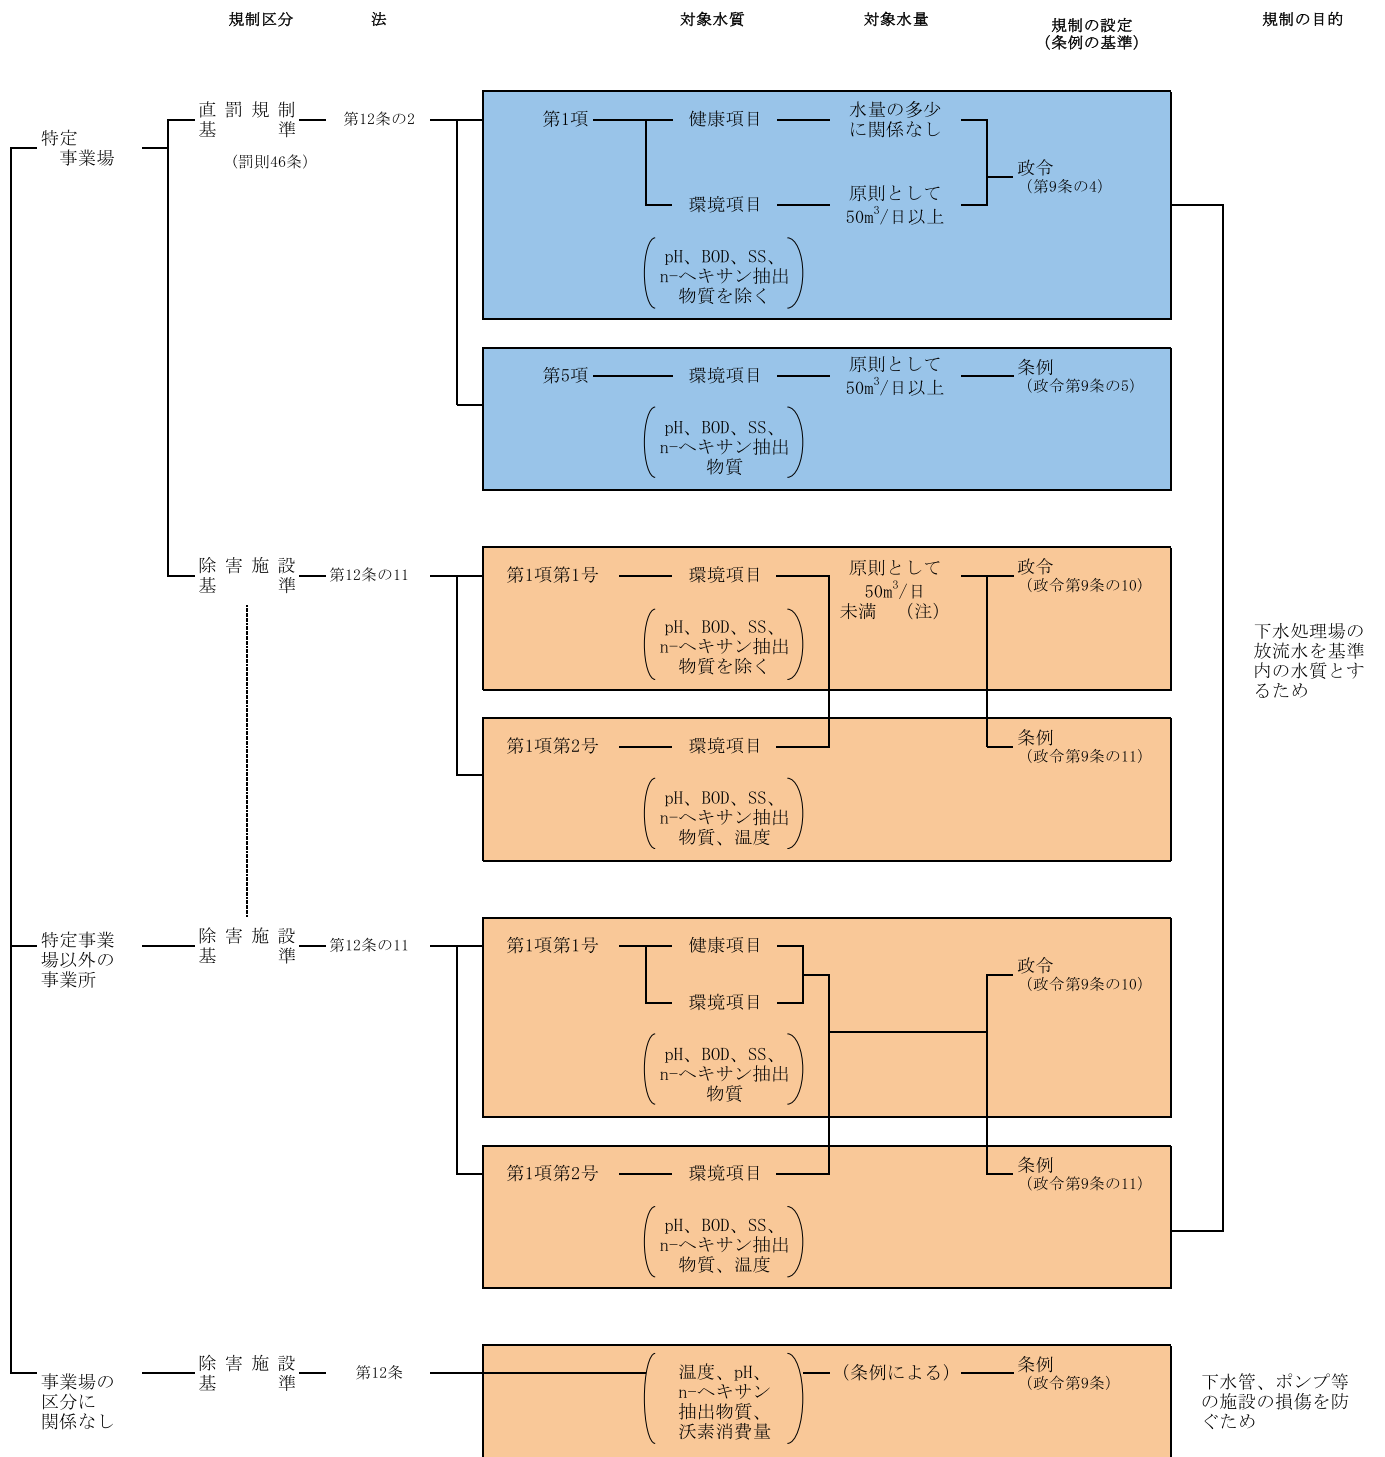 規制区分
法
対象水質
対象水量
規制の設定
（条例の基準）
規制の目的
特定
事業場
直罰規制
基準
（罰則46条）
第12条の2
第1項
健康項目
水量の多少
に関係なし
環境項目
原則として
50m3/日以上
政令
（第9条の4）
pH、BOD、SS、
n-ヘキサン抽出
物質を除く
第5項
環境項目
原則として
50m3/日以上
条例
（政令第9条の5）
pH、BOD、SS、
n-ヘキサン抽出
物質
除害施設
基準
第12条の11
第1項第1号
環境項目
原則として
50m3/日
未満　（注）
政令
（政令第9条の10）
pH、BOD、SS、
n-ヘキサン抽出
物質を除く
第1項第2号
環境項目
条例
（政令第9条の11）
pH、BOD、SS、
n-ヘキサン抽出
物質、温度
下水処理場の
放流水を基準
内の水質とす
るため
特定事業
場以外の
事業所
除害施設
基準
第12条の11
第1項第1号
健康項目
環境項目
政令
（政令第9条の10）
pH、BOD、SS、
n-ヘキサン抽出
物質
第1項第2号
環境項目
条例
（政令第9条の11）
pH、BOD、SS、
n-ヘキサン抽出
物質、温度
事業場の
区分に
関係なし
除害施設
基準
第12条
温度、pH、
n-ヘキサン
抽出物質、
沃素消費量
（条例による）
条例
（政令第9条）
下水管、ポンプ等
の施設の損傷を防
ぐため